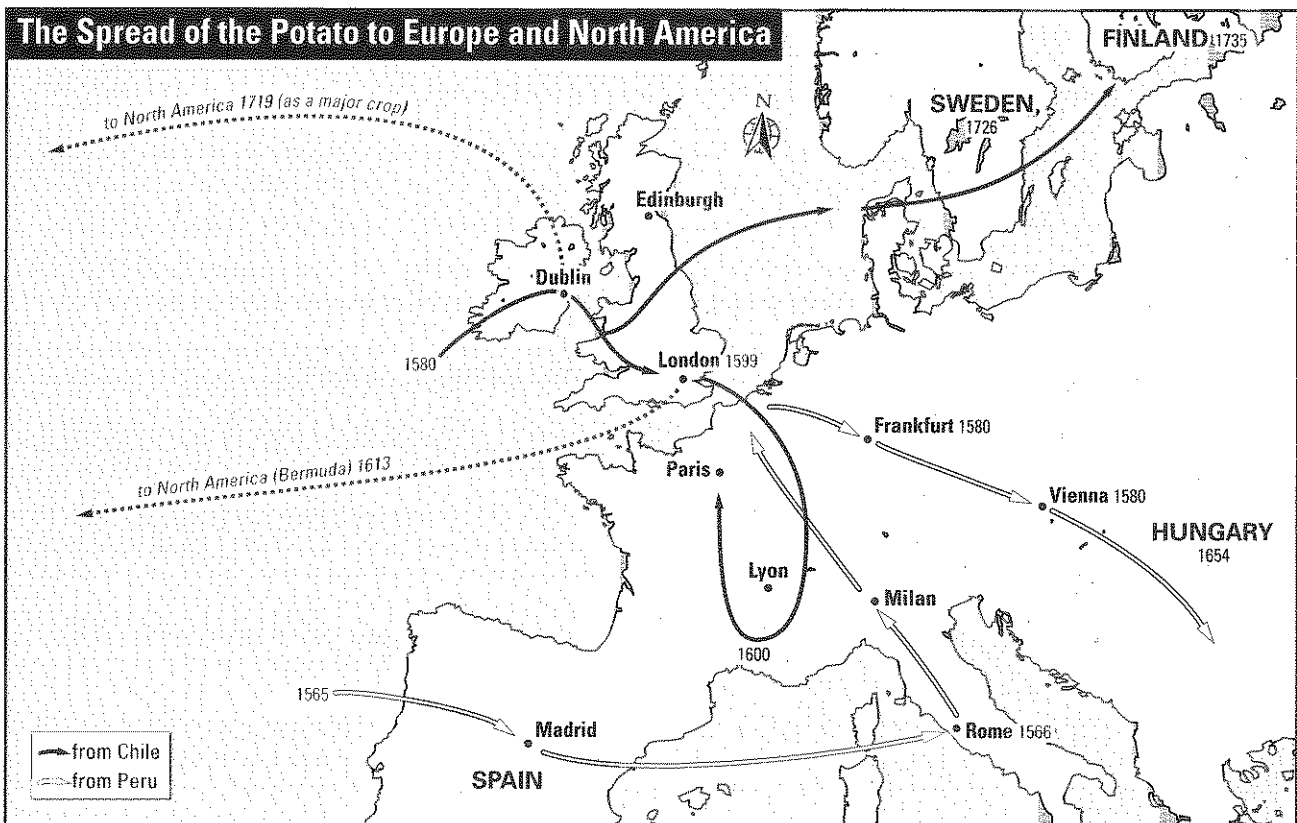 The Spread of the Potato to Europe and North America
FINLAND, 1735
to North America 1719 (as a major crop)
N
SWEDEN,
1726
Edinburgh
Dublin
1580
London 1599
Frankfurt 1580
to North America (Bermuda) 1613
Paris
Vienna 1580
HUNGARY
1654
Lyon
Milan
1600
1565
Madrid
Rome 1566
from Chile
from Peru
SPAIN